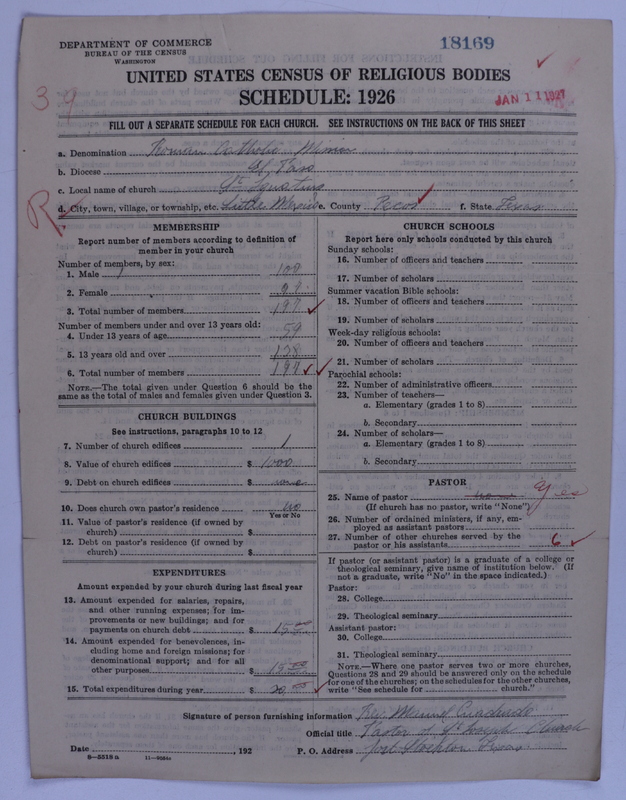 DEPARTMENT OF COMMERCE
BUREAU OF THE CENSUS
WASHINGTON
18169
UNITED STATES CENSUS OF RELIGIOUS BODIES
SCHEDULE: 1926
JAN 11 1927
39
FILL OUT A SEPARATE SCHEDULE FOR EACH CHURCH. SEE INSTRUCTIONS ON THE BACK OF THIS SHEET
a. Denomination Roman Catholic
b. Diocese El Paso
c. Local name of church St. Ignatius
R
d. City, town, village, or township, etc. Little Mexico e. County Pecos f. State Texas
MEMBERSHIP
Report number of members according to definition of
member in your church
Number of members, by sex:
1. Male 109
2. Female
3. Total number of members 197
Number of members under and over 13 years old:
4. Under 13 years of age 59
5. 13 years old and over 138
6. Total number of members 197
NOTE.—The total given under Question 6 should be the
same as the total of males and females given under Question 3.
CHURCH BUILDINGS
See instructions, paragraphs 10 to 12
7. Number of church edifices 1
8. Value of church edifices $ 1000
9. Debt on church edifices $ none
10. Does church own pastor's residence no
Yes or No
11. Value of pastor's residence (if owned by
church) $
12. Debt on pastor's residence (if owned by
church) $
EXPENDITURES
Amount expended by your church during last fiscal year
13. Amount expended for salaries, repairs,
and other running expenses; for im-
provements or new buildings; and for
payments on church debt $
14. Amount expended for benevolences, in-
cluding home and foreign missions; for
denominational support; and for all
other purposes $
15. Total expenditures during year $
CHURCH SCHOOLS
Report here only schools conducted by this church
Sunday schools:
16. Number of officers and teachers
17. Number of scholars
Summer vacation Bible schools:
18. Number of officers and teachers
19. Number of scholars
Week-day religious schools:
20. Number of officers and teachers
21. Number of scholars
Parochial schools:
22. Number of administrative officers
23. Number of teachers—
a. Elementary (grades 1 to 8)
b. Secondary
24. Number of scholars—
a. Elementary (grades 1 to 8)
b. Secondary
PASTOR
25. Name of pastor none Yes
(If church has no pastor, write "None")
26. Number of ordained ministers, if any, em-
ployed as assistant pastors
27. Number of other churches served by the
pastor or his assistants 6
If pastor (or assistant pastor) is a graduate of a college or
theological seminary, give name of institution below. (If
not a graduate, write "No" in the space indicated.)
Pastor:
28. College
29. Theological seminary
Assistant pastor:
30. College
31. Theological seminary
NOTE.—Where one pastor serves two or more churches,
Questions 28 and 29 should be answered only on the schedule
for one of the churches; on the schedules for the other churches,
write "See schedule for church."
Signature of person furnishing information Rev.
Official title Pastor of St Joseph Church
Date , 192 P. O. Address Fort Stockton Texas
8—5518 a